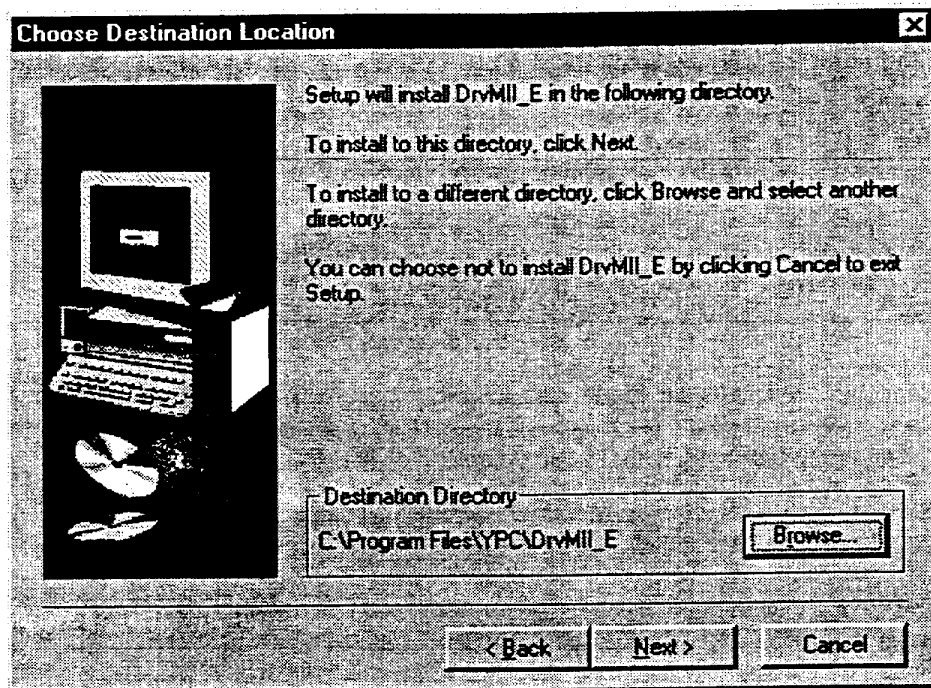 Choose Destination Location
Setup will install DrvMII_E in the following directory.
To install to this directory, click Next.
To install to a different directory, click Browse and select another
directory.
You can choose not to install DrvMII_E by clicking Cancel to exit
Setup.
Destination Directory
C:\Program Files\YPC\DrvMII_E
Browse...
< Back
Next >
Cancel